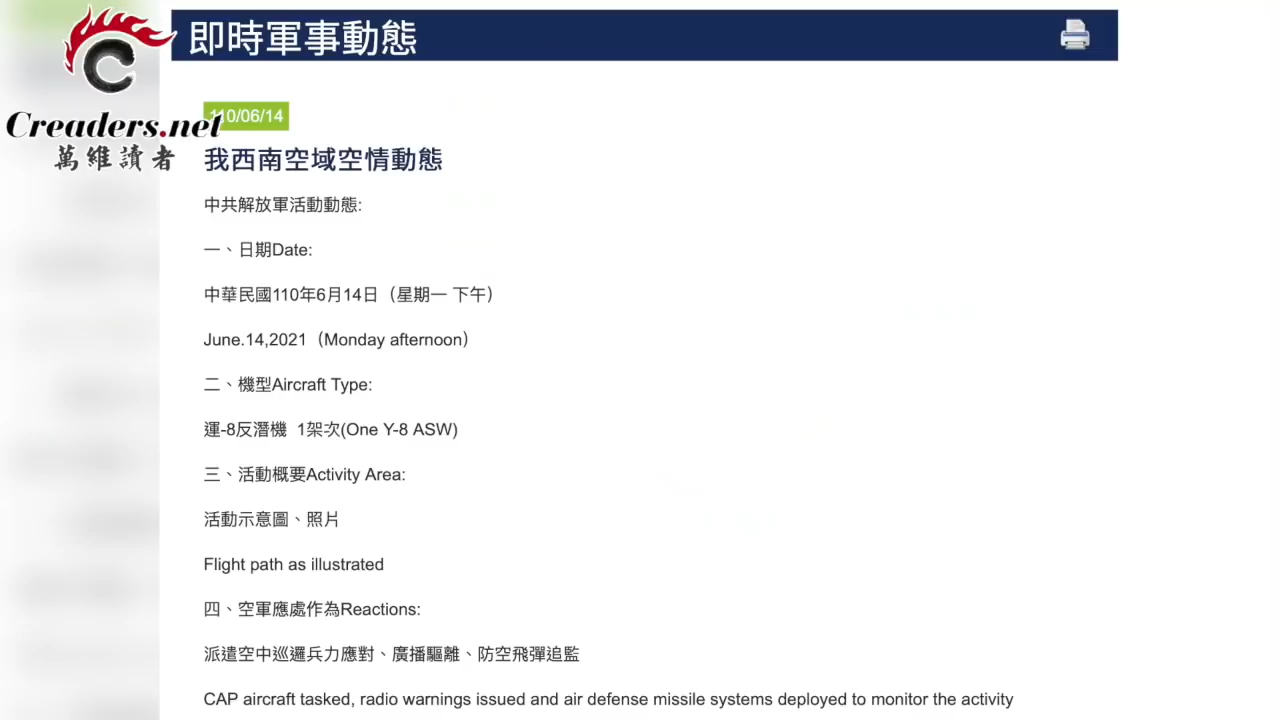 即時軍事動態
110/06/14
Creaders.net
萬維讀者
我西南空域空情動態
中共解放軍活動動態:
一、日期Date:
中華民國110年6月14日（星期一 下午）
June.14,2021（Monday afternoon）
二、機型Aircraft Type:
運-8反潛機 1架次(One Y-8 ASW)
三、活動概要Activity Area:
活動示意圖、照片
Flight path as illustrated
四、空軍應處作為Reactions:
派遣空中巡邏兵力應對、廣播驅離、防空飛彈追監
CAP aircraft tasked, radio warnings issued and air defense missile systems deployed to monitor the activity